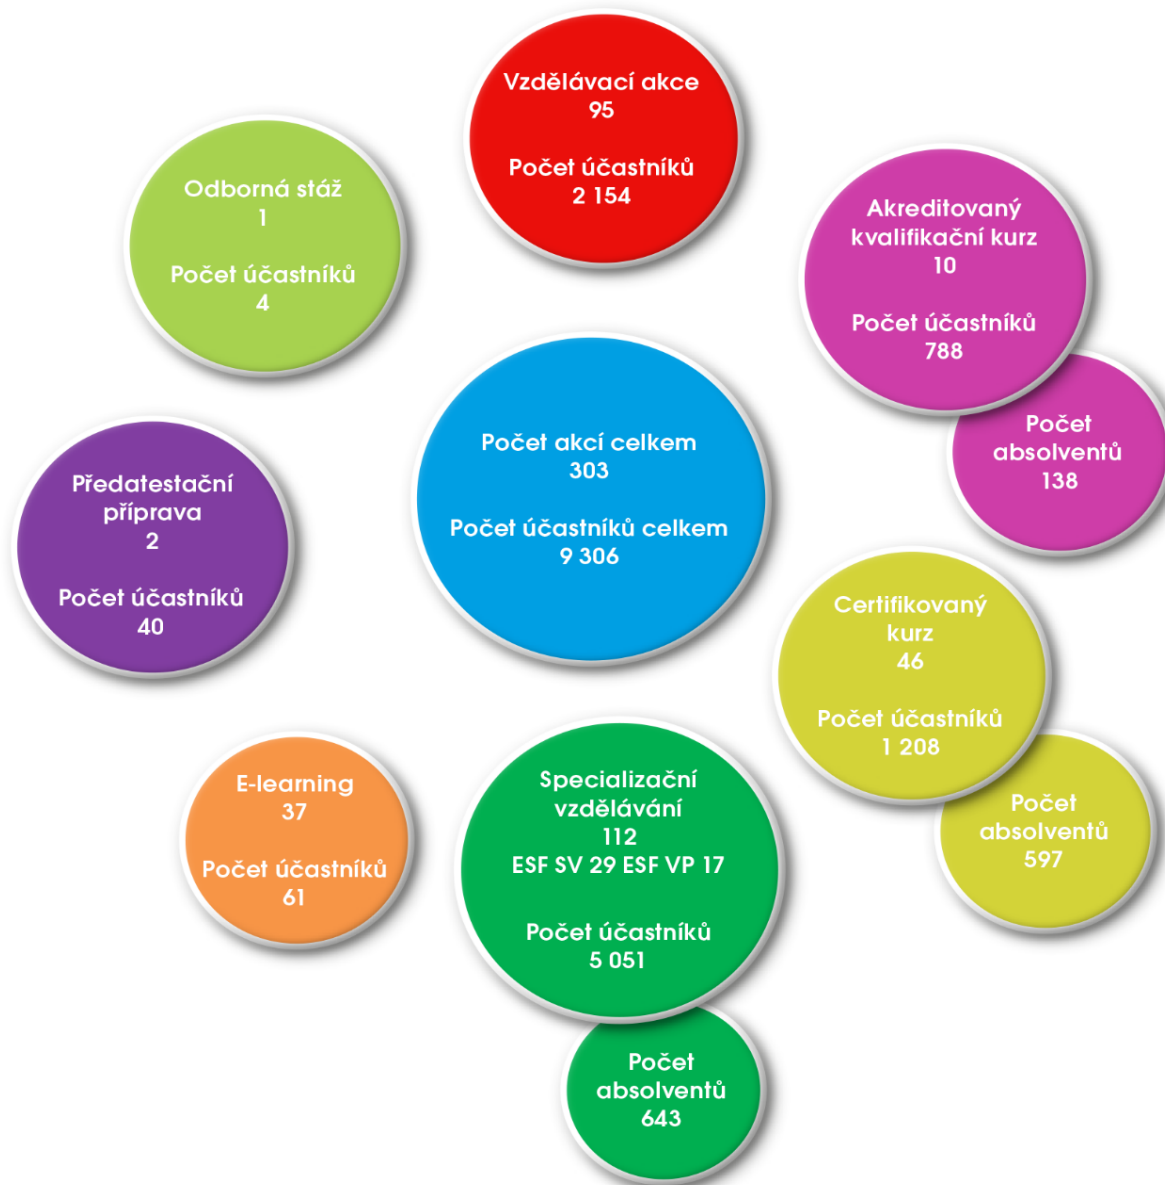 Vzdělávací akce
95
Počet účastníků
2 154
Odborná stáž
1
Počet účastníků
4
Akreditovaný
kvalifikační kurz
10
Počet účastníků
788
Počet
absolventů
138
Počet akcí celkem
303
Počet účastníků celkem
9 306
Předatestační
příprava
2
Počet účastníků
40
Certifikovaný
kurz
46
Počet účastníků
1 208
Počet
absolventů
597
E-learning
37
Počet účastníků
61
Specializační
vzdělávání
112
ESF SV 29 ESF VP 17
Počet účastníků
5 051
Počet
absolventů
643